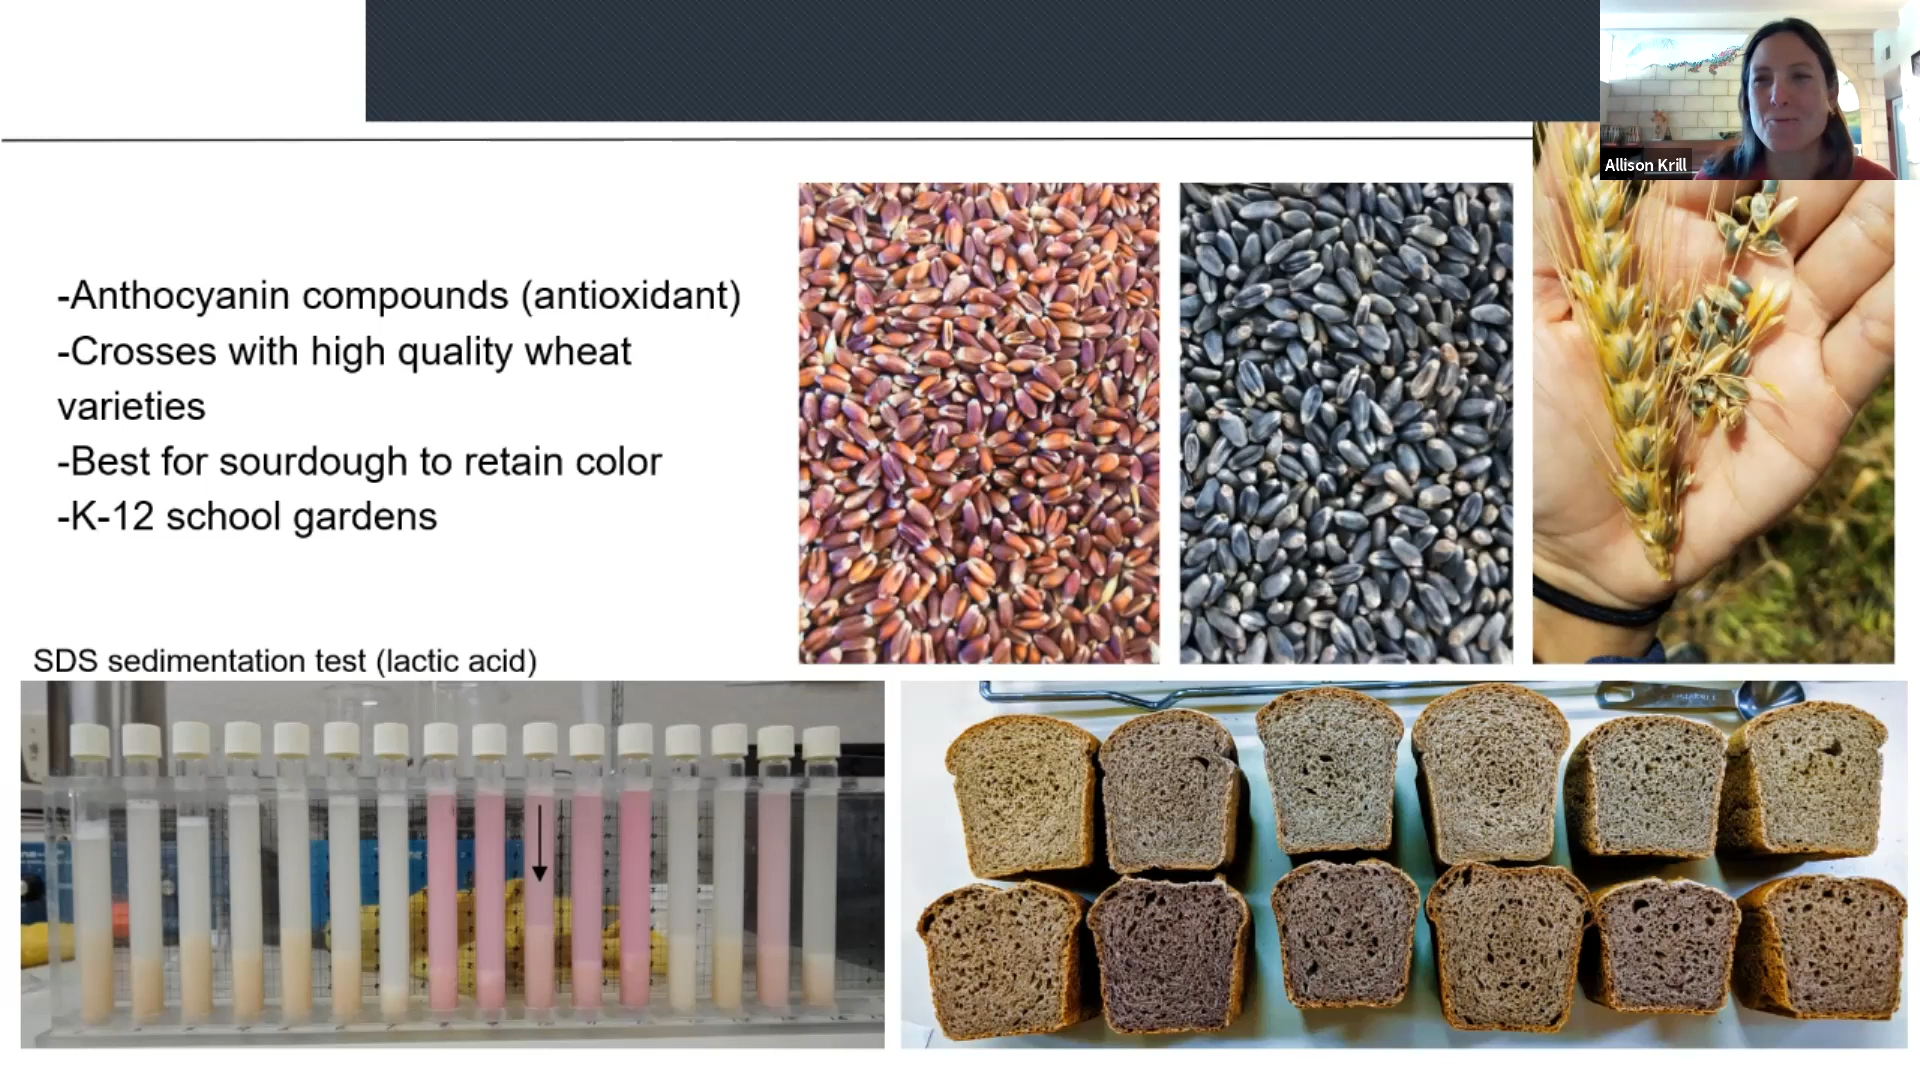 Allison Krill
-Anthocyanin compounds (antioxidant)
-Crosses with high quality wheat
varieties
-Best for sourdough to retain color
-K-12 school gardens
SDS sedimentation test (lactic acid)